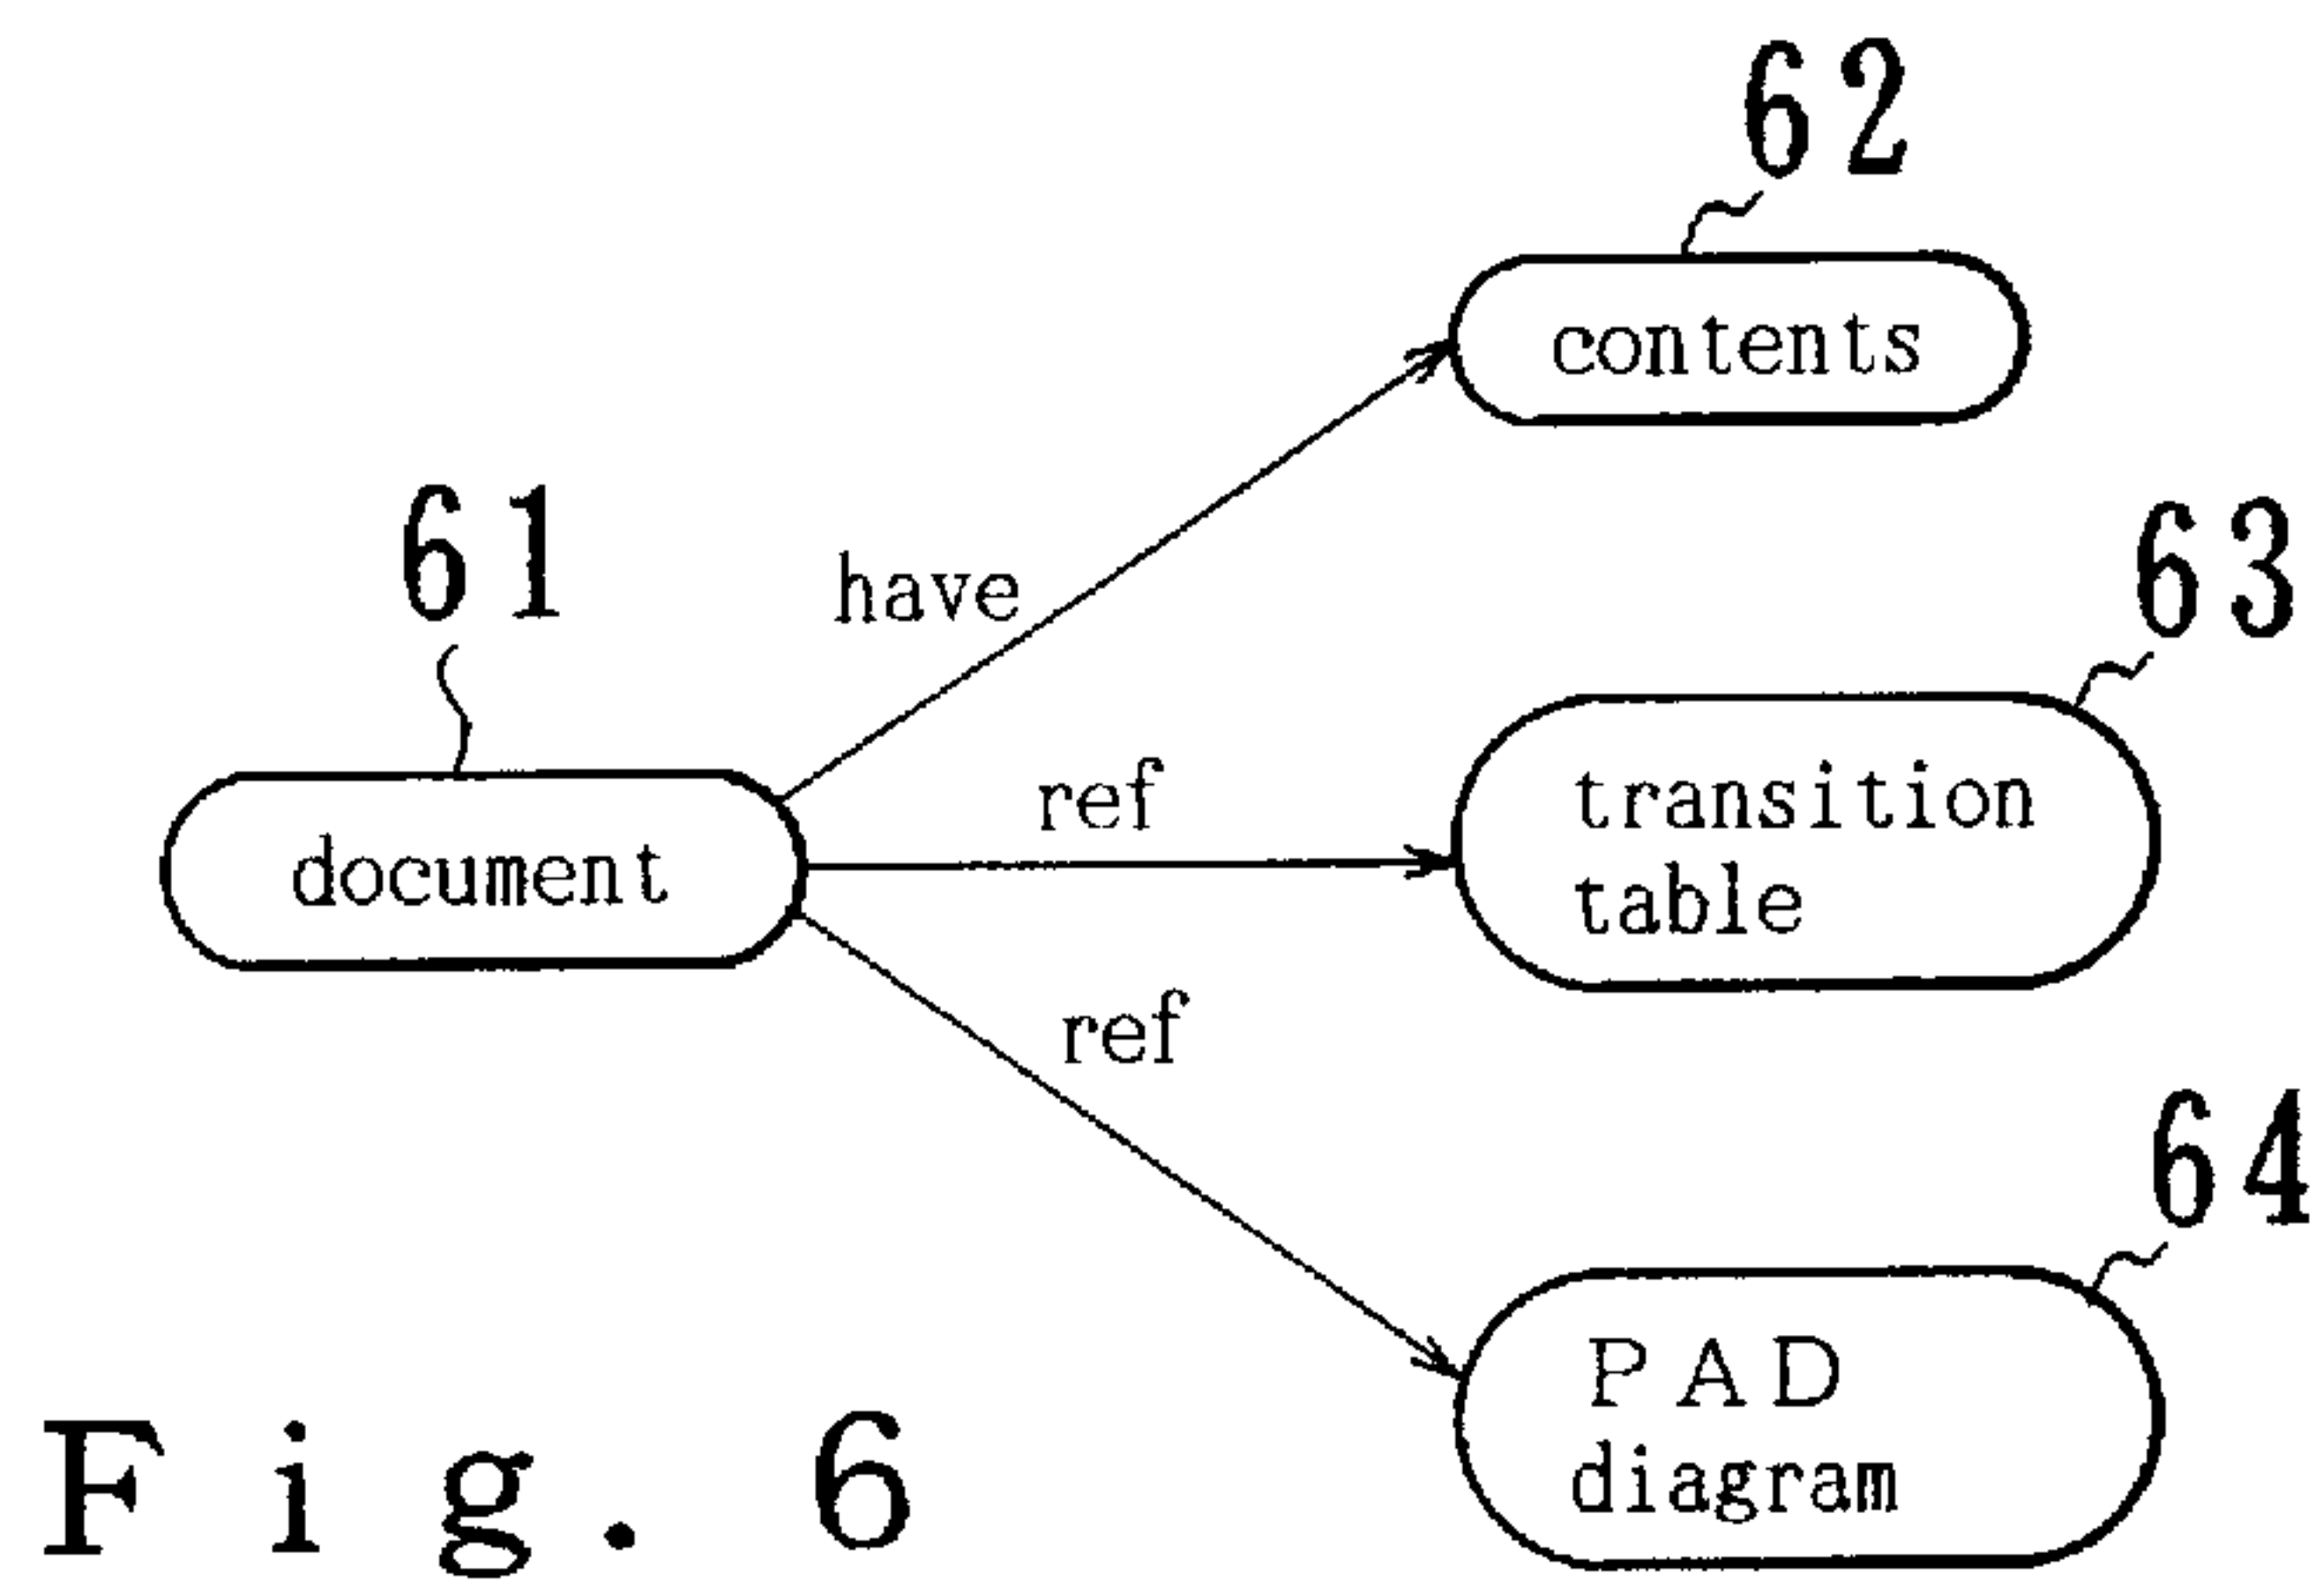 62
contents
61
have
63
ref
transition
table
document
ref
64
PAD
diagram
Fig. 6